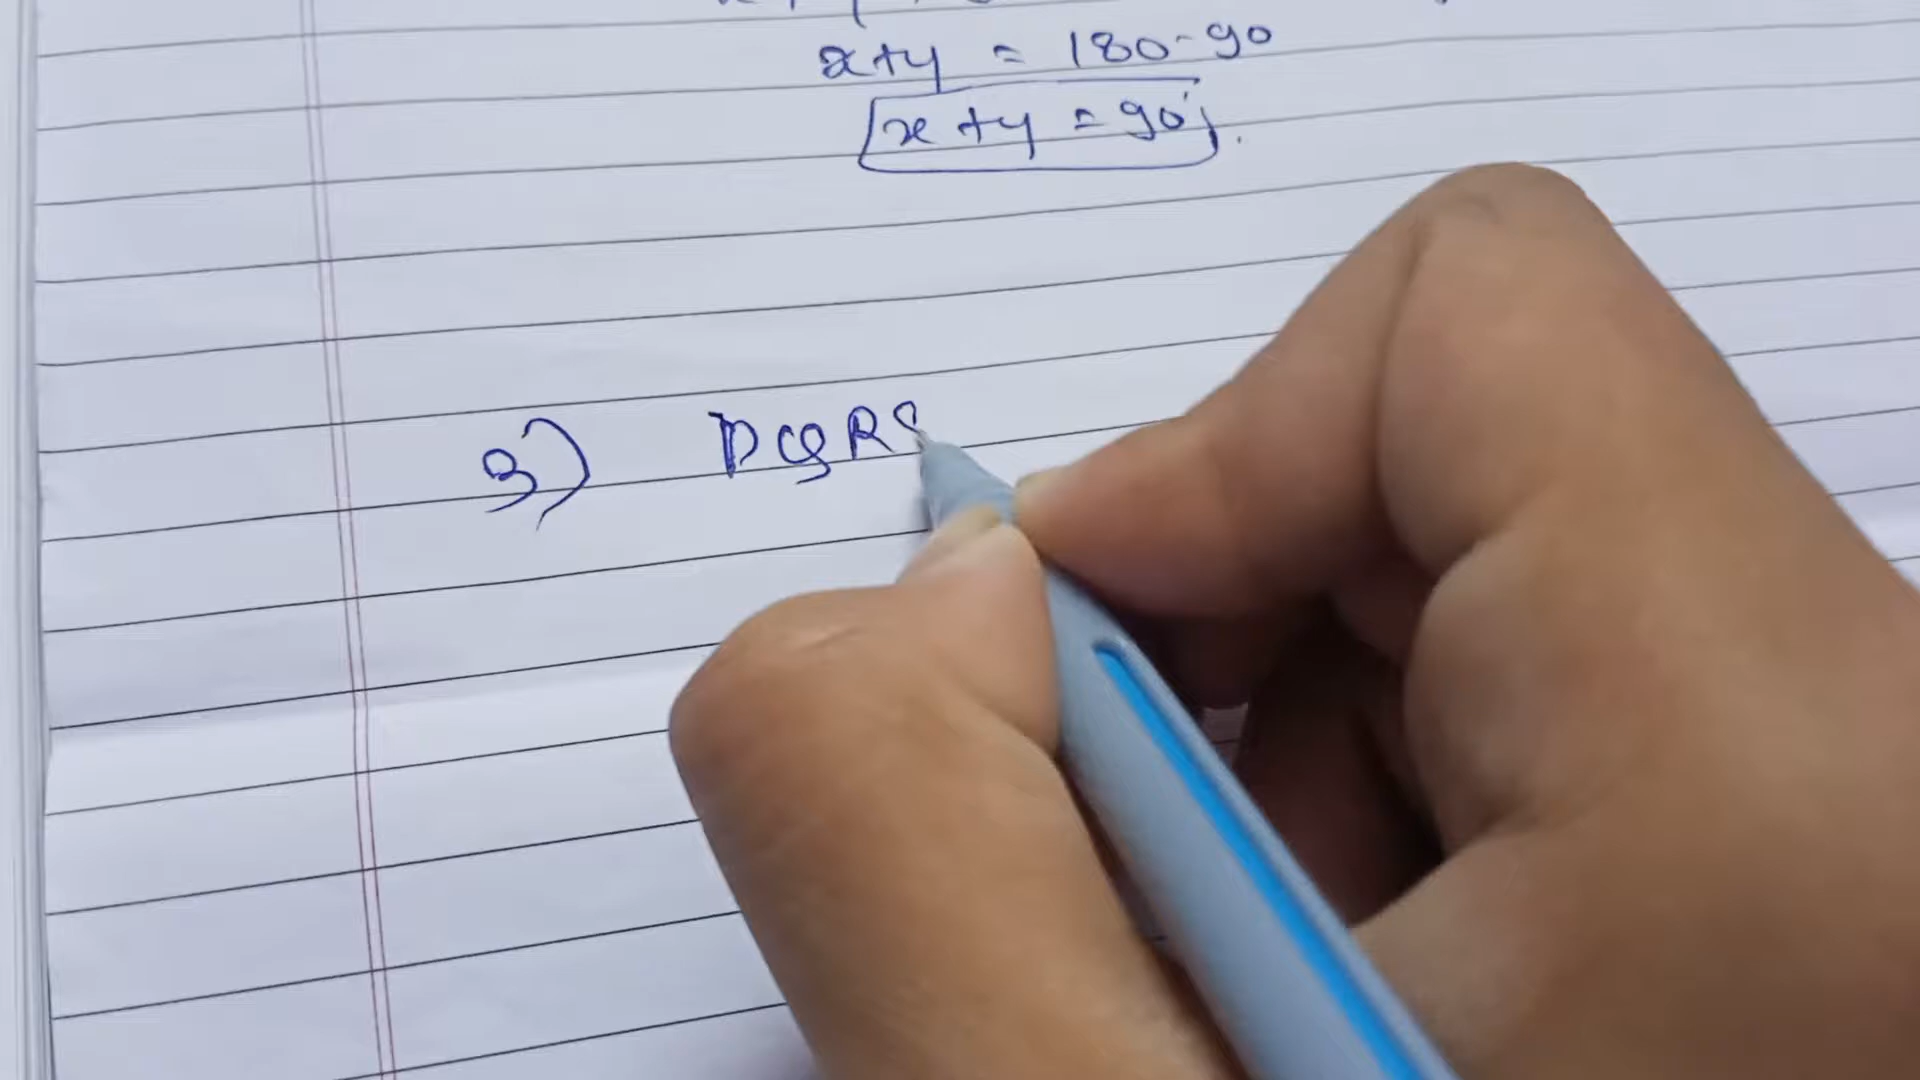 x+y = 180-90
x+y = 90°
3) PQRS